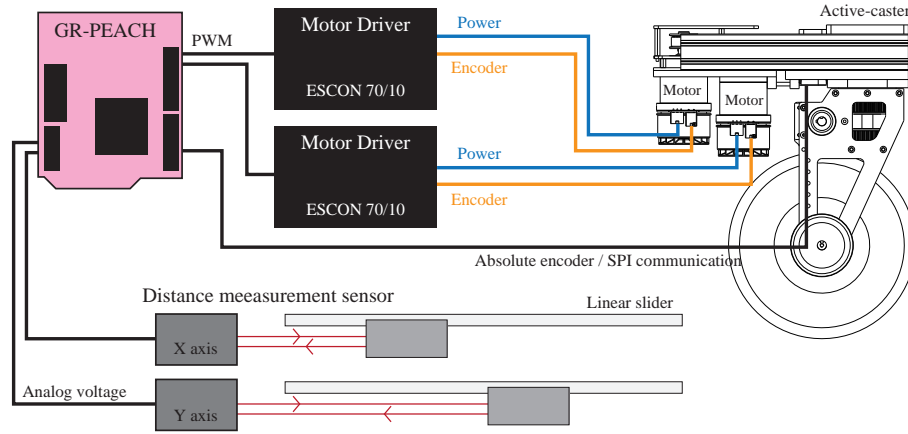 Active-caster
GR-PEACH
PWM
Motor Driver
ESCON 70/10
Power
Encoder
Motor
Motor
Motor Driver
ESCON 70/10
Power
Encoder
Absolute encoder / SPI communication
Distance meeasurement sensor
Linear slider
X axis
Analog voltage
Y axis